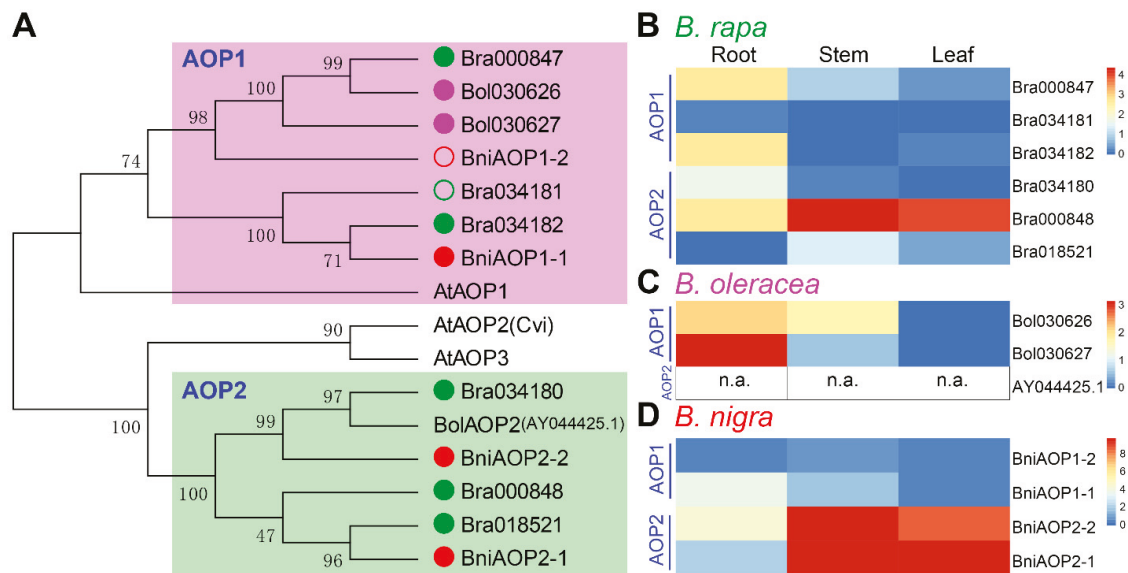 A
AOP1
99
100
98
74
100
71
Bra000847
Bol030626
Bol030627
BniAOP1-2
Bra034181
Bra034182
BniAOP1-1
AtAOP1
AtAOP2(Cvi)
AtAOP3
90
AOP2
97
99
100
100
47
96
Bra034180
BolAOP2(AY044425.1)
BniAOP2-2
Bra000848
Bra018521
BniAOP2-1
B B. rapa
Root Stem Leaf
AOP1
AOP2
Bra000847
Bra034181
Bra034182
Bra034180
Bra000848
Bra018521
4
3
2
1
0
C B. oleracea
AOP1
AOP2
n.a. n.a. n.a.
Bol030626
Bol030627
AY044425.1
3
2
1
0
D B. nigra
AOP1
AOP2
BniAOP1-2
BniAOP1-1
BniAOP2-2
BniAOP2-1
8
6
4
2
0